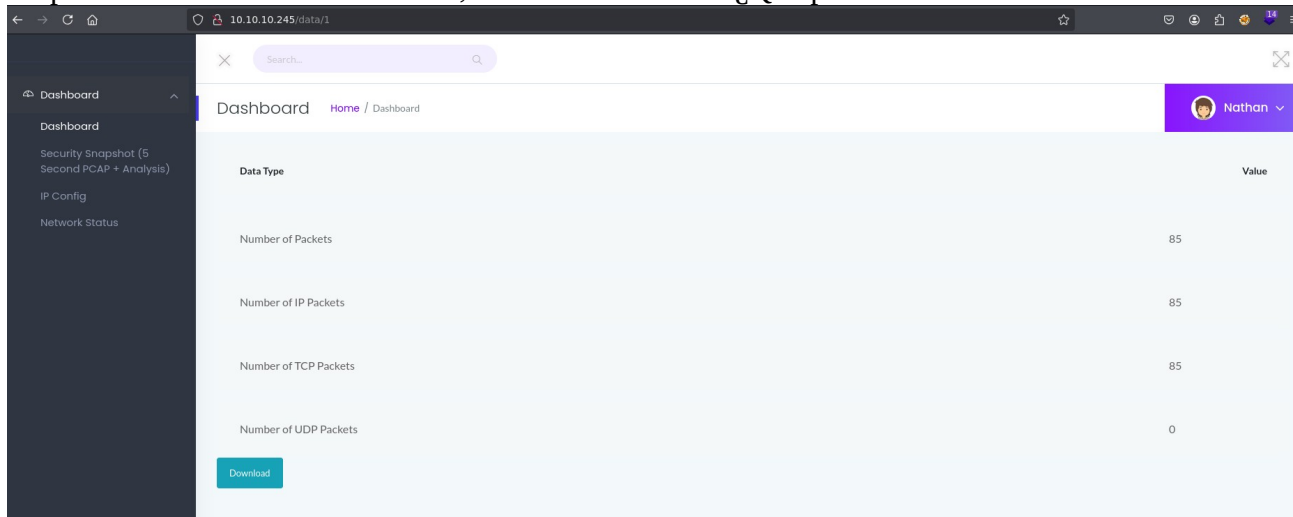 10.10.10.245/data/1
14
Search...
Dashboard
Dashboard Home / Dashboard
Nathan
Dashboard
Security Snapshot (5
Second PCAP + Analysis)
IP Config
Network Status
Data Type Value
Number of Packets 85
Number of IP Packets 85
Number of TCP Packets 85
Number of UDP Packets 0
Download